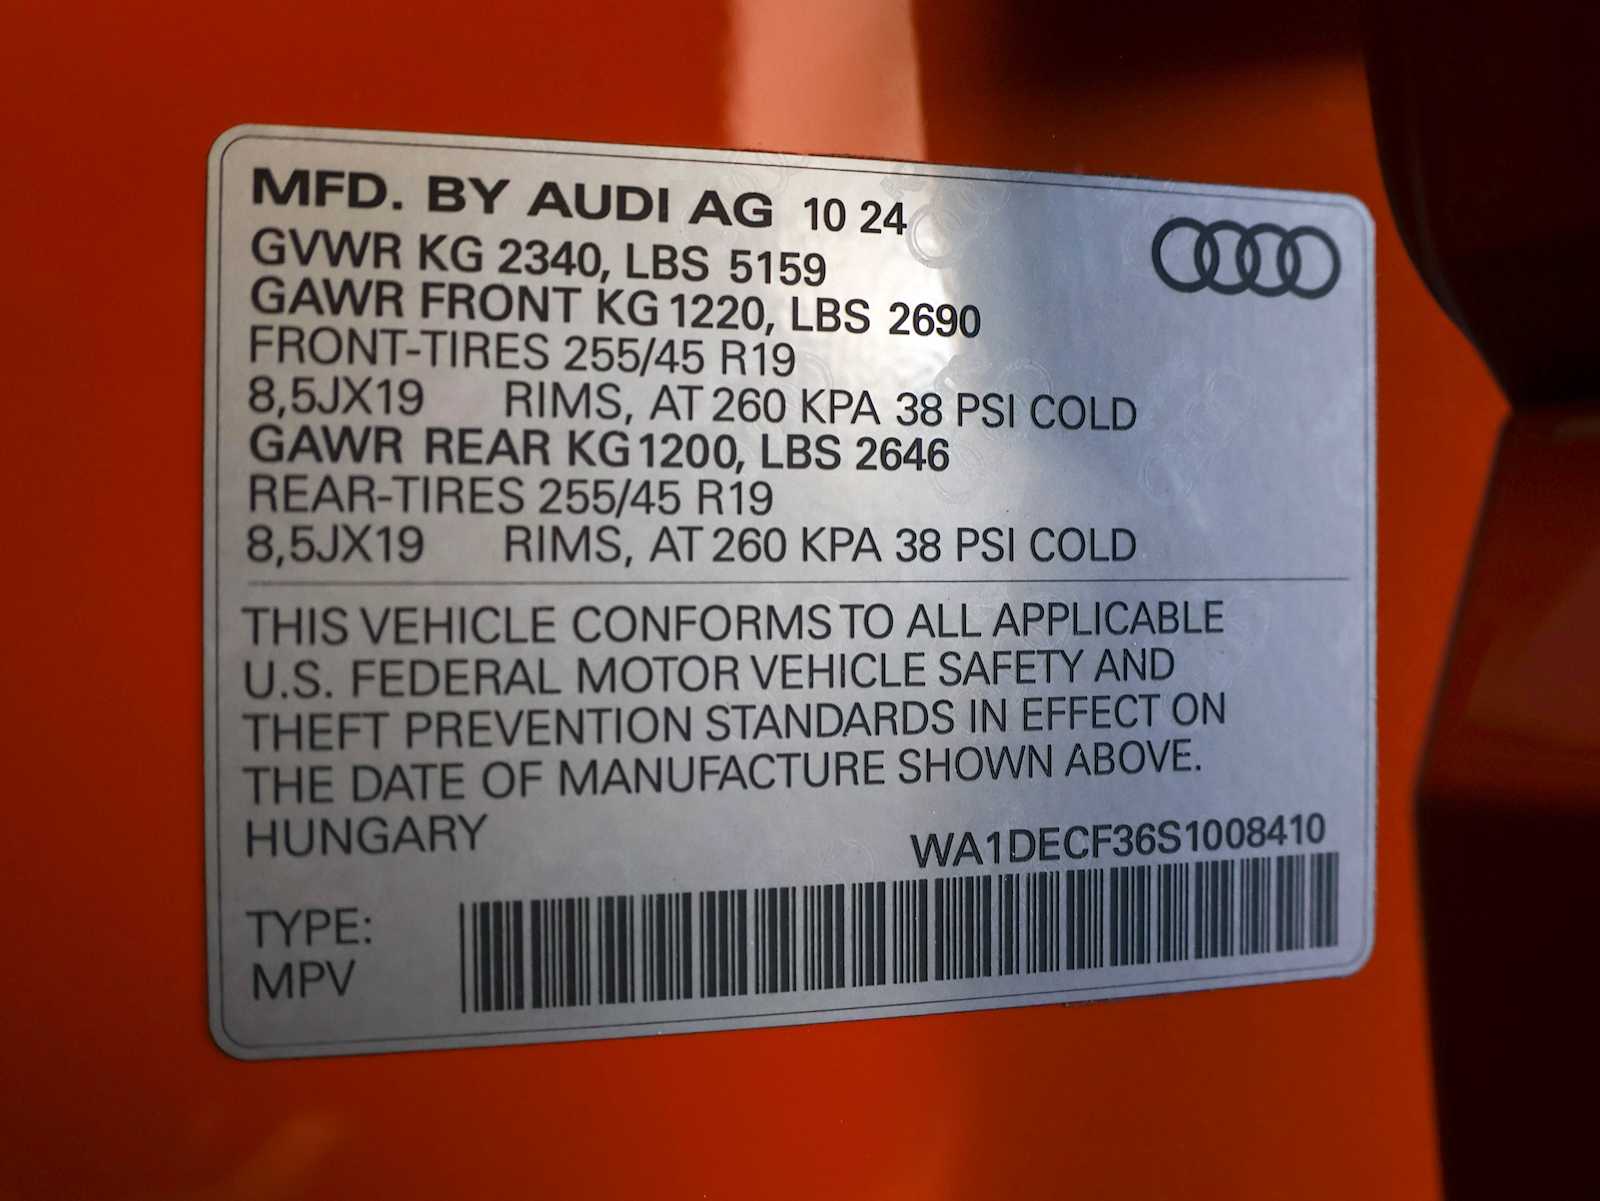 MFD. BY AUDI AG 10 24
GVWR KG 2340, LBS 5159
GAWR FRONT KG 1220, LBS 2690
FRONT-TIRES 255/45 R19
8,5JX19 RIMS, AT 260 KPA 38 PSI COLD
GAWR REAR KG 1200, LBS 2646
REAR-TIRES 255/45 R19
8,5JX19 RIMS, AT 260 KPA 38 PSI COLD
THIS VEHICLE CONFORMS TO ALL APPLICABLE
U.S. FEDERAL MOTOR VEHICLE SAFETY AND
THEFT PREVENTION STANDARDS IN EFFECT ON
THE DATE OF MANUFACTURE SHOWN ABOVE.
HUNGARY WA1DECF36S1008410
TYPE:
MPV